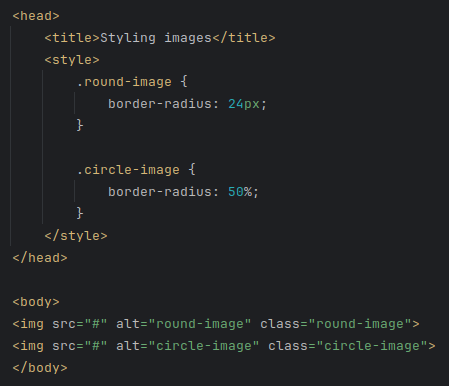 <head>
    <title>Styling images</title>
    <style>
        .round-image {
            border-radius: 24px;
        }

        .circle-image {
            border-radius: 50%;
        }
    </style>
</head>

<body>
<img src="#" alt="round-image" class="round-image">
<img src="#" alt="circle-image" class="circle-image">
</body>